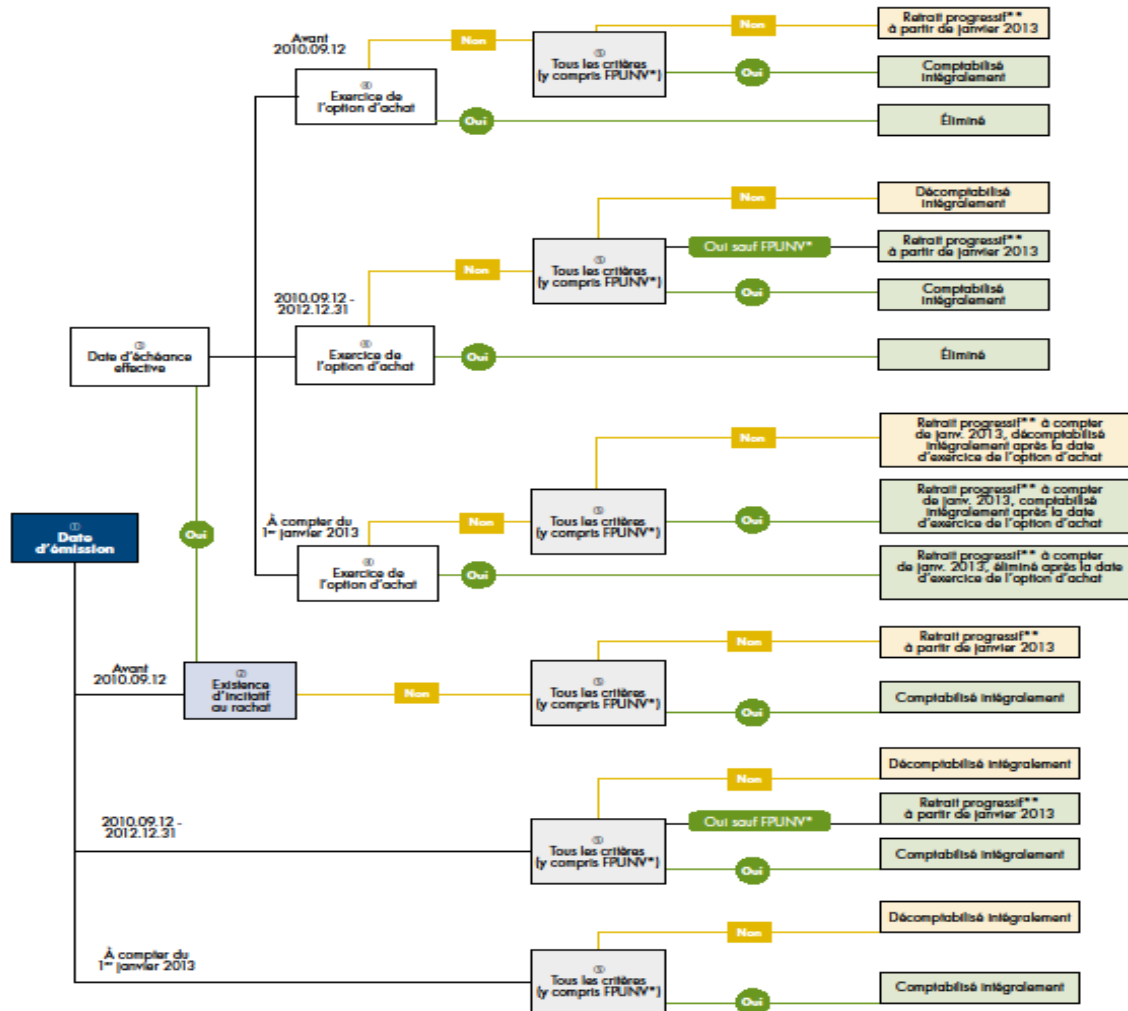 Avant
2010.09.12
Non
④
Exercice de
l'option d'achat
Oui
⑤
Tous les critères
(y compris FPUNV*)
Non
Oui
Retrait progressif**
à partir de janvier 2013
Comptabilisé
intégralement
Éliminé
2010.09.12 -
2012.12.31
Non
④
Exercice de
l'option d'achat
Oui
⑤
Tous les critères
(y compris FPUNV*)
Non
Oui sauf FPUNV*
Oui
Décomptabilisé
intégralement
Retrait progressif**
à partir de janvier 2013
Comptabilisé
intégralement
Éliminé
③
Date d'échéance
effective
Oui
À compter du
1er janvier 2013
Non
④
Exercice de
l'option d'achat
Oui
⑤
Tous les critères
(y compris FPUNV*)
Non
Oui
Retrait progressif** à compter
de janv. 2013, décomptabilisé
intégralement après la date
d'exercice de l'option d'achat
Retrait progressif** à compter
de janv. 2013, comptabilisé
intégralement après la date
d'exercice de l'option d'achat
Retrait progressif** à compter
de janv. 2013, éliminé après la date
d'exercice de l'option d'achat
①
Date
d'émission
Avant
2010.09.12
②
Existence
d'incitatif
au rachat
Non
⑤
Tous les critères
(y compris FPUNV*)
Non
Oui
Retrait progressif**
à partir de janvier 2013
Comptabilisé intégralement
2010.09.12 -
2012.12.31
⑤
Tous les critères
(y compris FPUNV*)
Non
Oui sauf FPUNV*
Oui
Décomptabilisé intégralement
Retrait progressif**
à partir de janvier 2013
Comptabilisé intégralement
À compter du
1er janvier 2013
⑤
Tous les critères
(y compris FPUNV*)
Non
Oui
Décomptabilisé intégralement
Comptabilisé intégralement